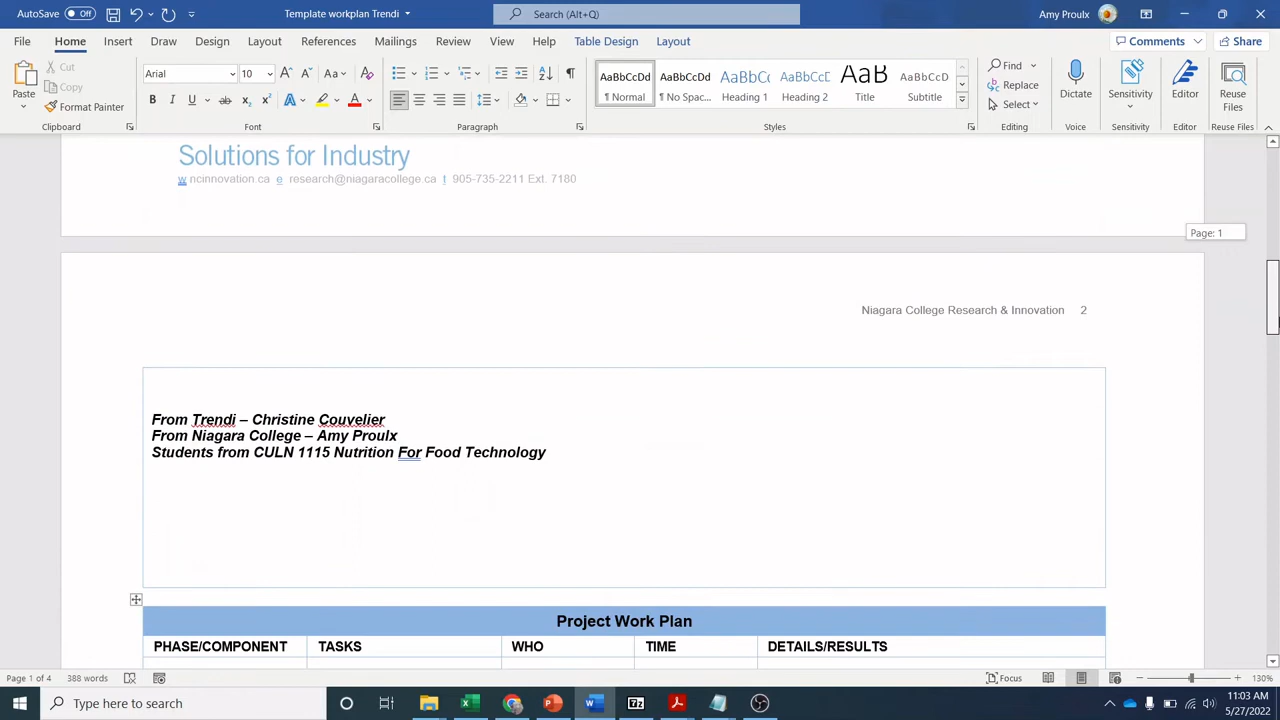 AutoSave Off Template workplan Trendi Search (Alt+Q) Amy Proulx
File Home Insert Draw Design Layout References Mailings Review View Help Table Design Layout Comments Share
Paste Cut Copy Format Painter
Arial 10
AaBbCcDd AaBbCcDd AaBbCc AaBbCcD AaB AaBbCcD
¶ Normal ¶ No Spac... Heading 1 Heading 2 Title Subtitle
Find Replace Select
Dictate Sensitivity Editor Reuse Files
Clipboard Font Paragraph Styles Editing Voice Sensitivity Editor Reuse Files
Solutions for Industry
w ncinnovation.ca e research@niagaracollege.ca t 905-735-2211 Ext. 7180
Page: 1
Niagara College Research & Innovation 2
From Trendi – Christine Couvelier
From Niagara College – Amy Proulx
Students from CULN 1115 Nutrition For Food Technology
Project Work Plan
PHASE/COMPONENT TASKS WHO TIME DETAILS/RESULTS
Page 1 of 4 388 words Focus 130%
Type here to search
11:03 AM
5/27/2022